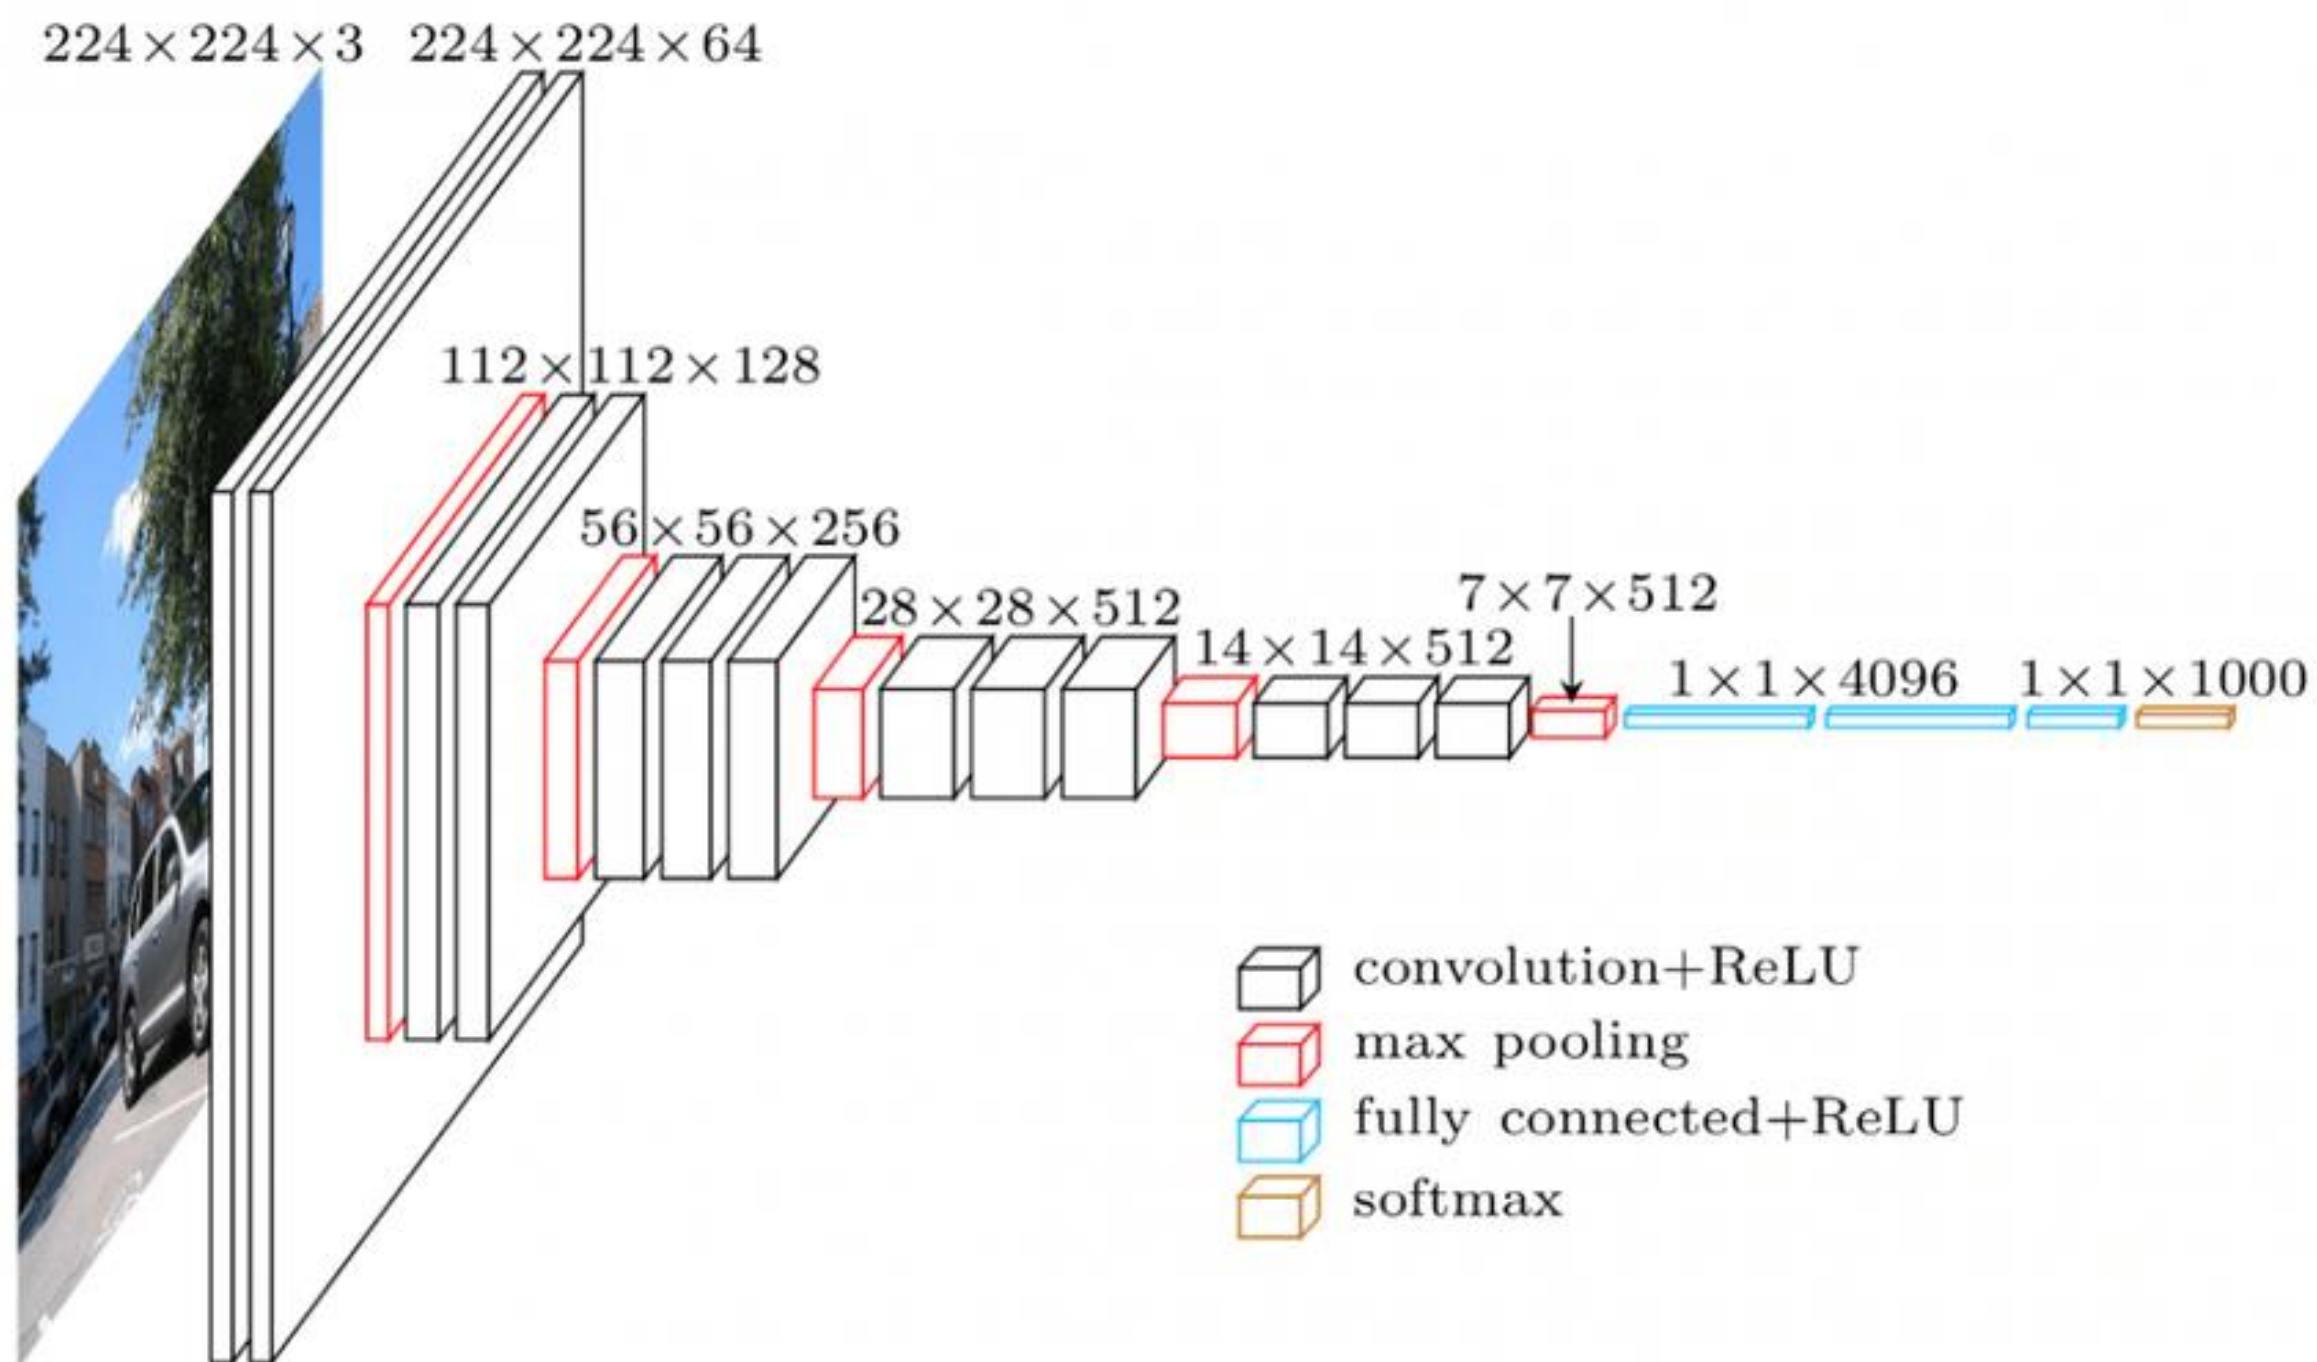 224×224×3
224×224×64
112×112×128
56×56×256
28×28×512
14×14×512
7×7×512
1×1×4096
1×1×1000
convolution+ReLU
max pooling
fully connected+ReLU
softmax